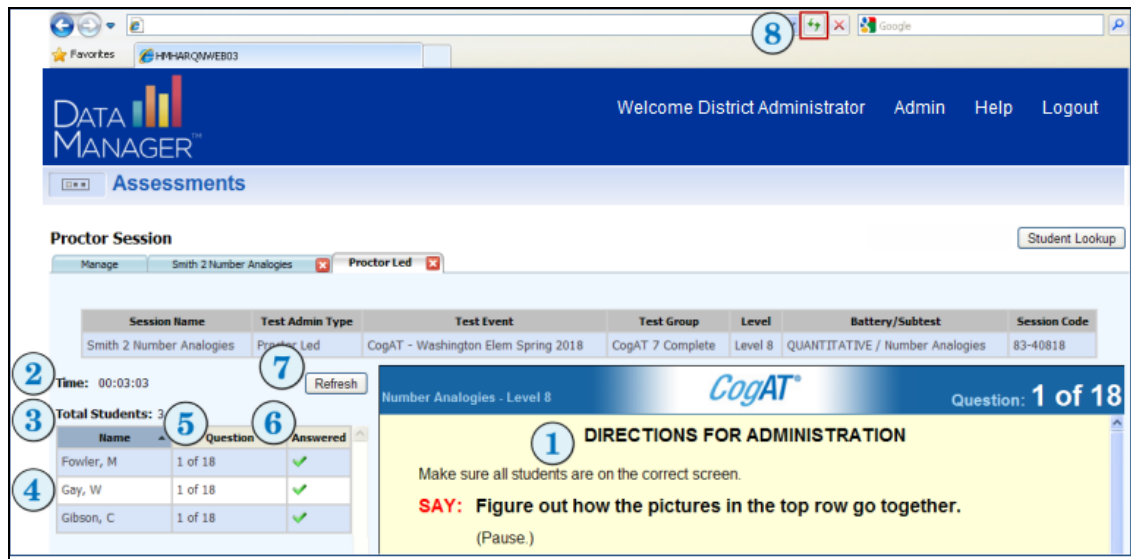 8
Google
Favorites
HMHARQNWEB03
DATA
MANAGER™
Welcome District Administrator Admin Help Logout
Assessments
Proctor Session
Student Lookup
Manage Smith 2 Number Analogies Proctor Led
Session Name Test Admin Type Test Event Test Group Level Battery/Subtest Session Code
Smith 2 Number Analogies Proctor Led CogAT - Washington Elem Spring 2018 CogAT 7 Complete Level 8 QUANTITATIVE / Number Analogies 83-40818
2 Time: 00:03:03 7 Refresh
3 Total Students: 3
Name 5 Question 6 Answered
Fowler, M 1 of 18
4 Gay, W 1 of 18
Gibson, C 1 of 18
Number Analogies - Level 8 CogAT® Question: 1 of 18
1 DIRECTIONS FOR ADMINISTRATION
Make sure all students are on the correct screen.
SAY: Figure out how the pictures in the top row go together.
(Pause.)